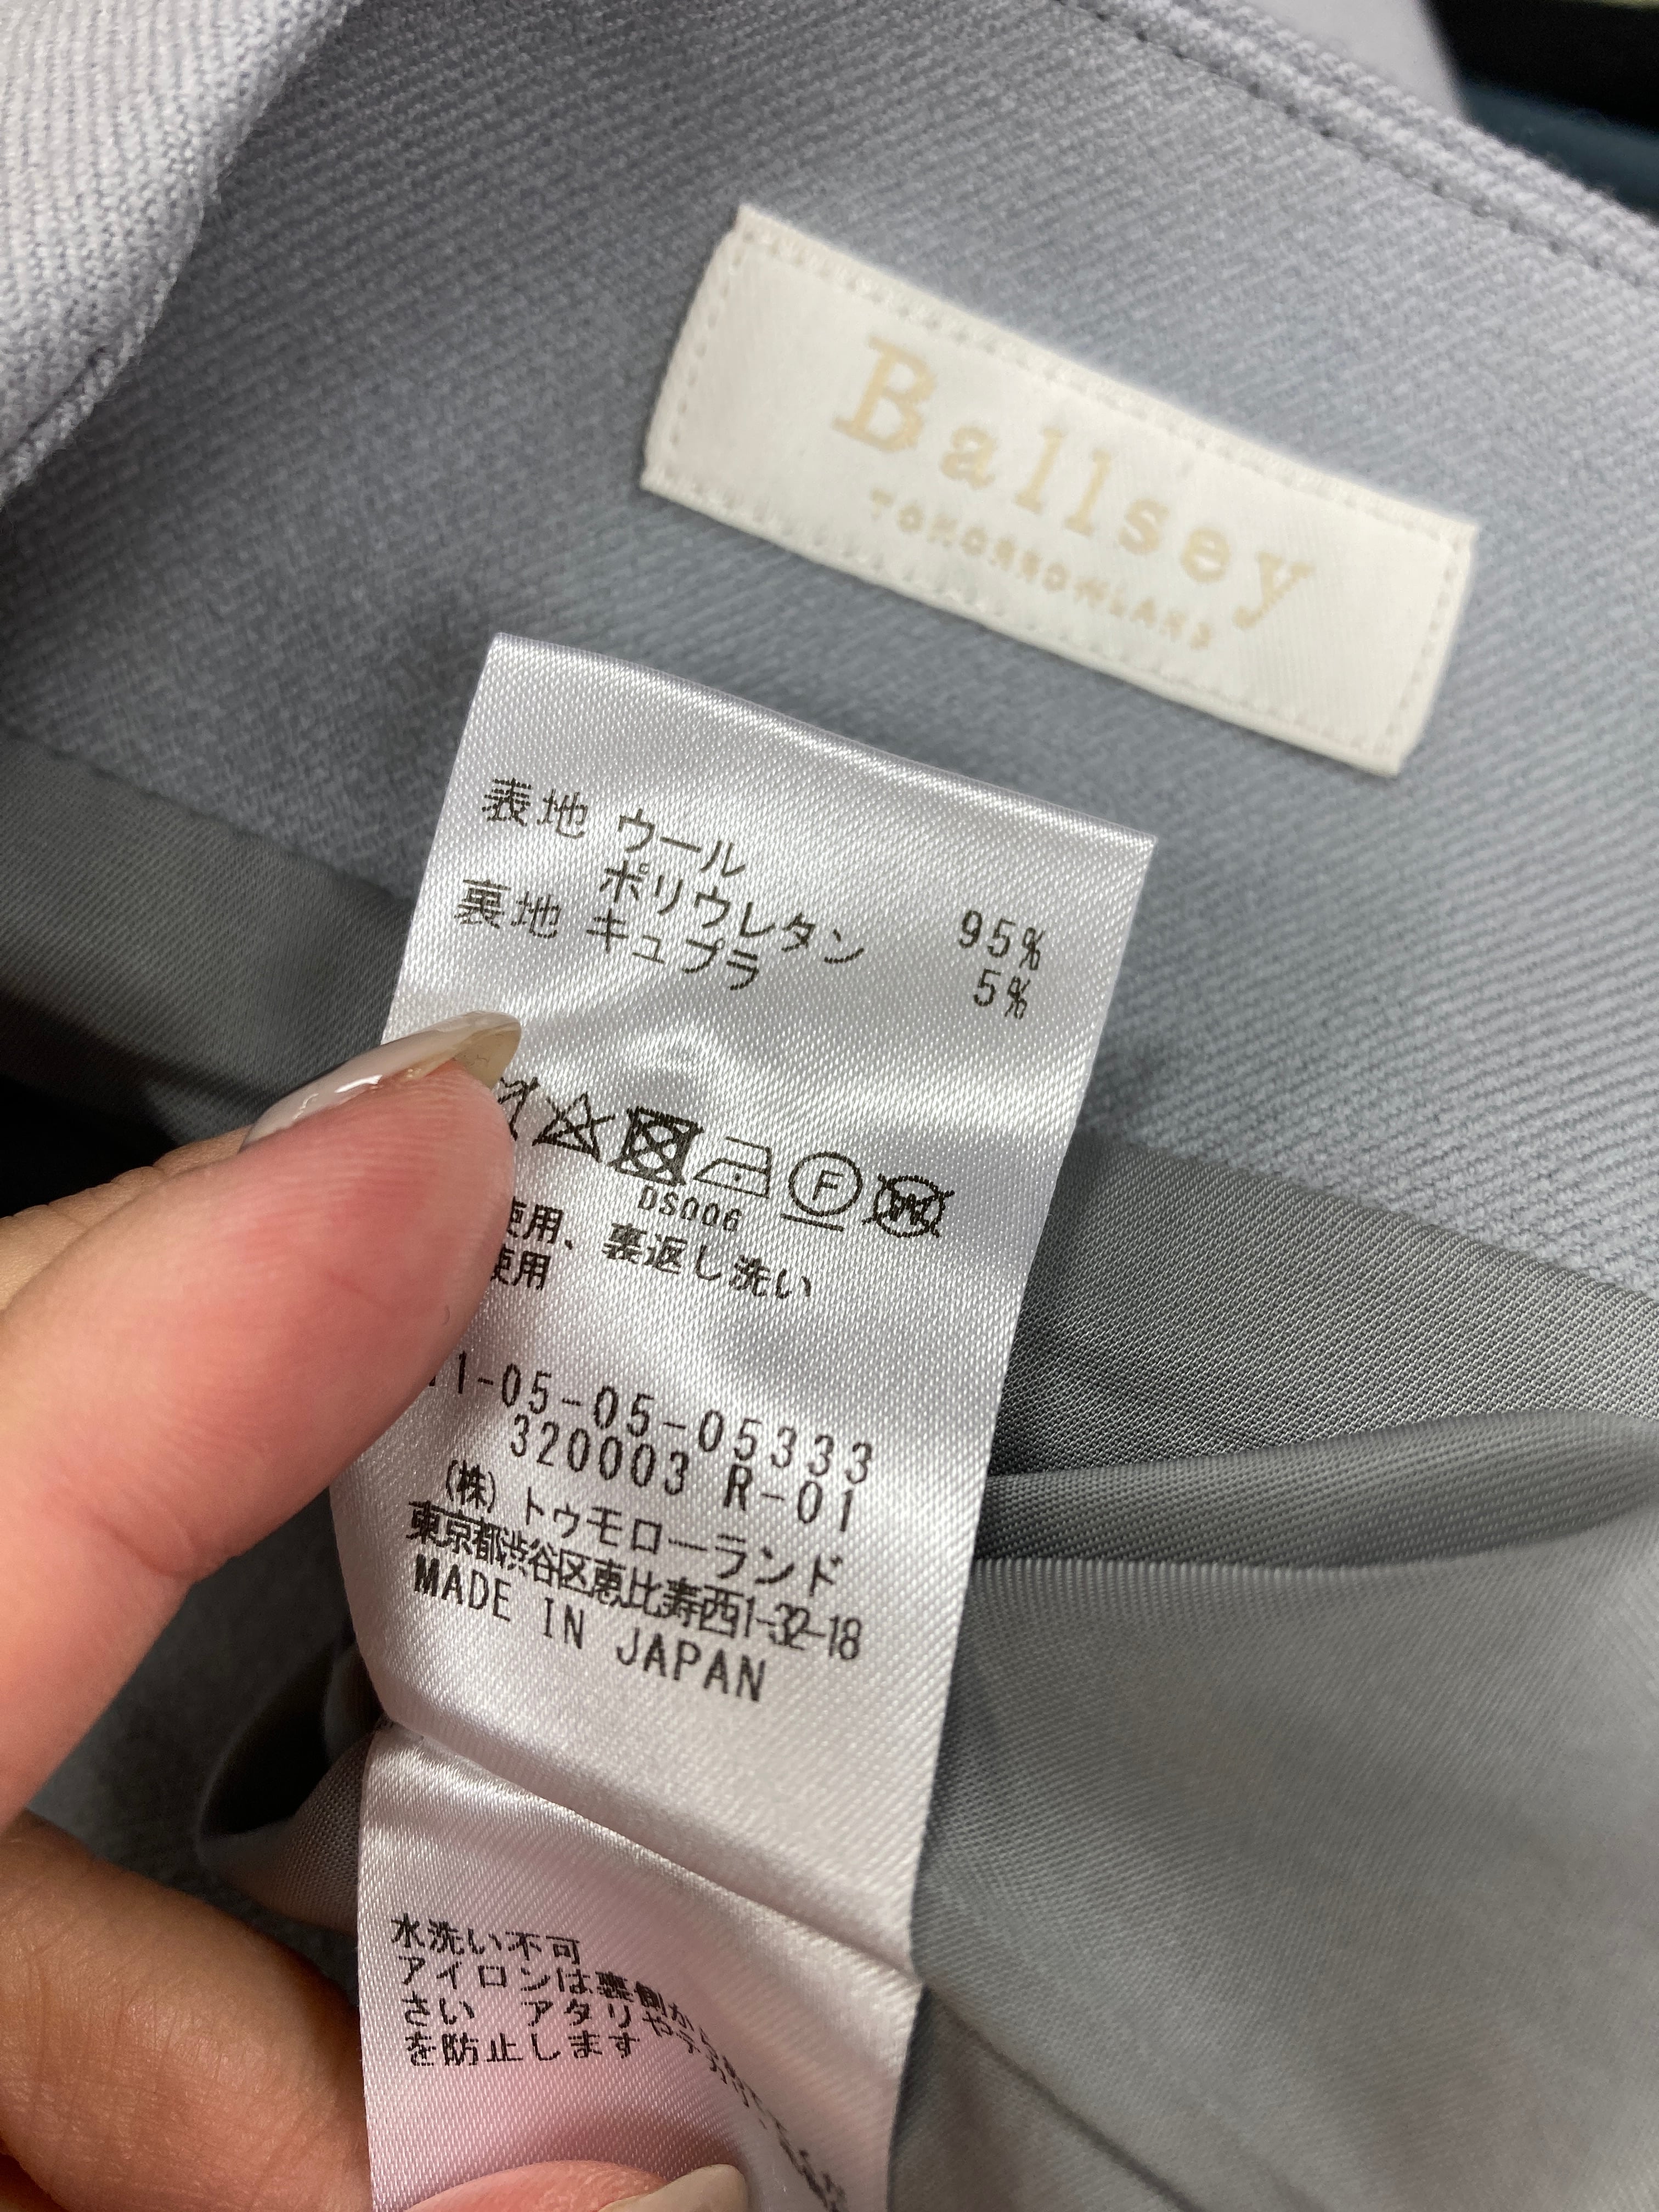 Ballsey
TOMORROWLAND
表地 ウール 95%
ポリウレタン 5%
裏地 キュプラ
F
W
DS006
使用、裏返し洗い
使用
1-05-05-05333
320003 R-01
(株)トゥモローランド
東京都渋谷区恵比寿西1-32-18
MADE IN JAPAN
水洗い不可
アイロンは裏側から
さい アタリやテカリ
を防止します